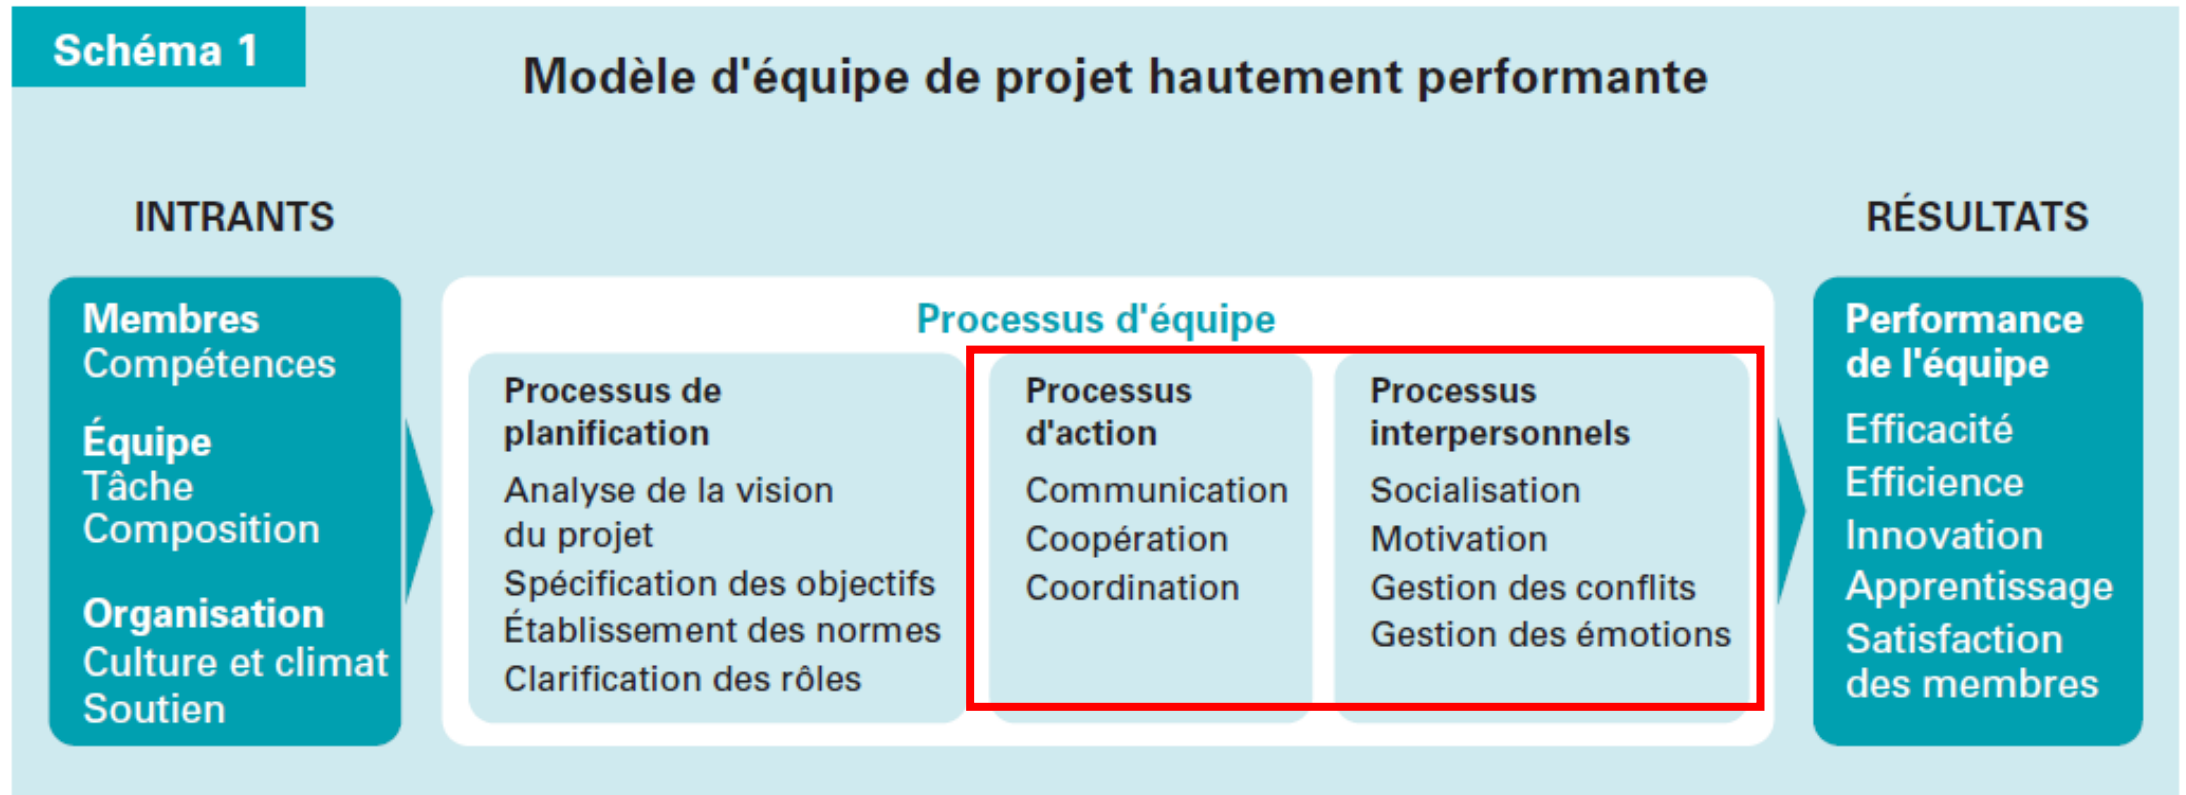 Schéma 1
Modèle d'équipe de projet hautement performante
INTRANTS
RÉSULTATS
Membres
Compétences
Équipe
Tâche
Composition
Organisation
Culture et climat
Soutien
Processus d'équipe
Processus de
planification
Analyse de la vision
du projet
Spécification des objectifs
Établissement des normes
Clarification des rôles
Processus
d'action
Communication
Coopération
Coordination
Processus
interpersonnels
Socialisation
Motivation
Gestion des conflits
Gestion des émotions
Performance
de l'équipe
Efficacité
Efficience
Innovation
Apprentissage
Satisfaction
des membres